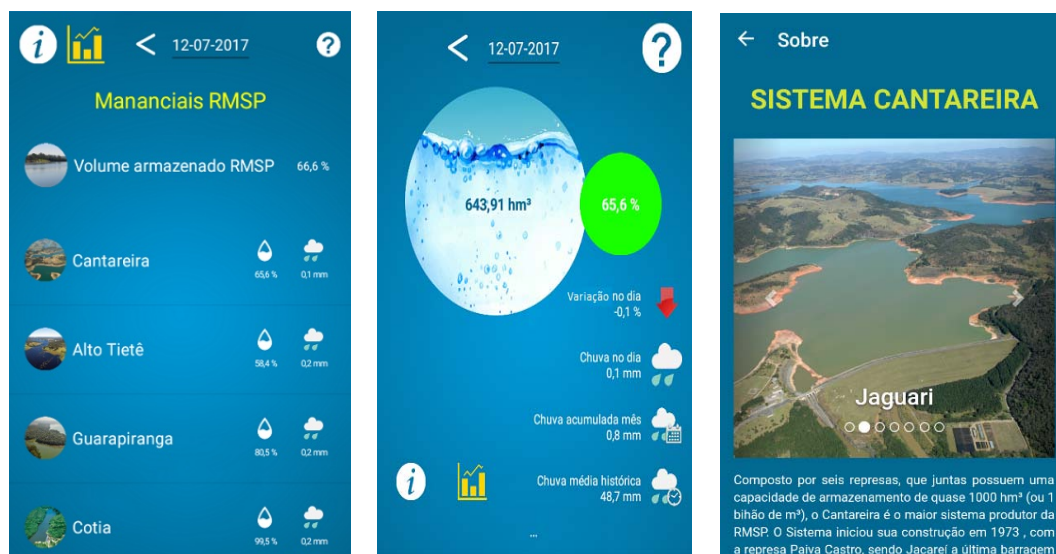 12-07-2017
?
Mananciais RMSP
Volume armazenado RMSP 66,6 %
Cantareira
65,6 % 0,1 mm
Alto Tietê
58,4 % 0,2 mm
Guarapiranga
80,5 % 0,2 mm
Cotia
99,5 % 0,2 mm
12-07-2017
?
643,91 hm³
65,6 %
Variação no dia
-0,1 %
Chuva no dia
0,1 mm
Chuva acumulada mês
0,8 mm
i
Chuva média histórica
48,7 mm
...
Sobre
SISTEMA CANTAREIRA
Jaguari
Composto por seis represas, que juntas possuem uma
capacidade de armazenamento de quase 1000 hm³ (ou 1
bihão de m³), o Cantareira é o maior sistema produtor da
RMSP. O Sistema iniciou sua construção em 1973 , com
a represa Paiva Castro, sendo Jacareí a última barragem